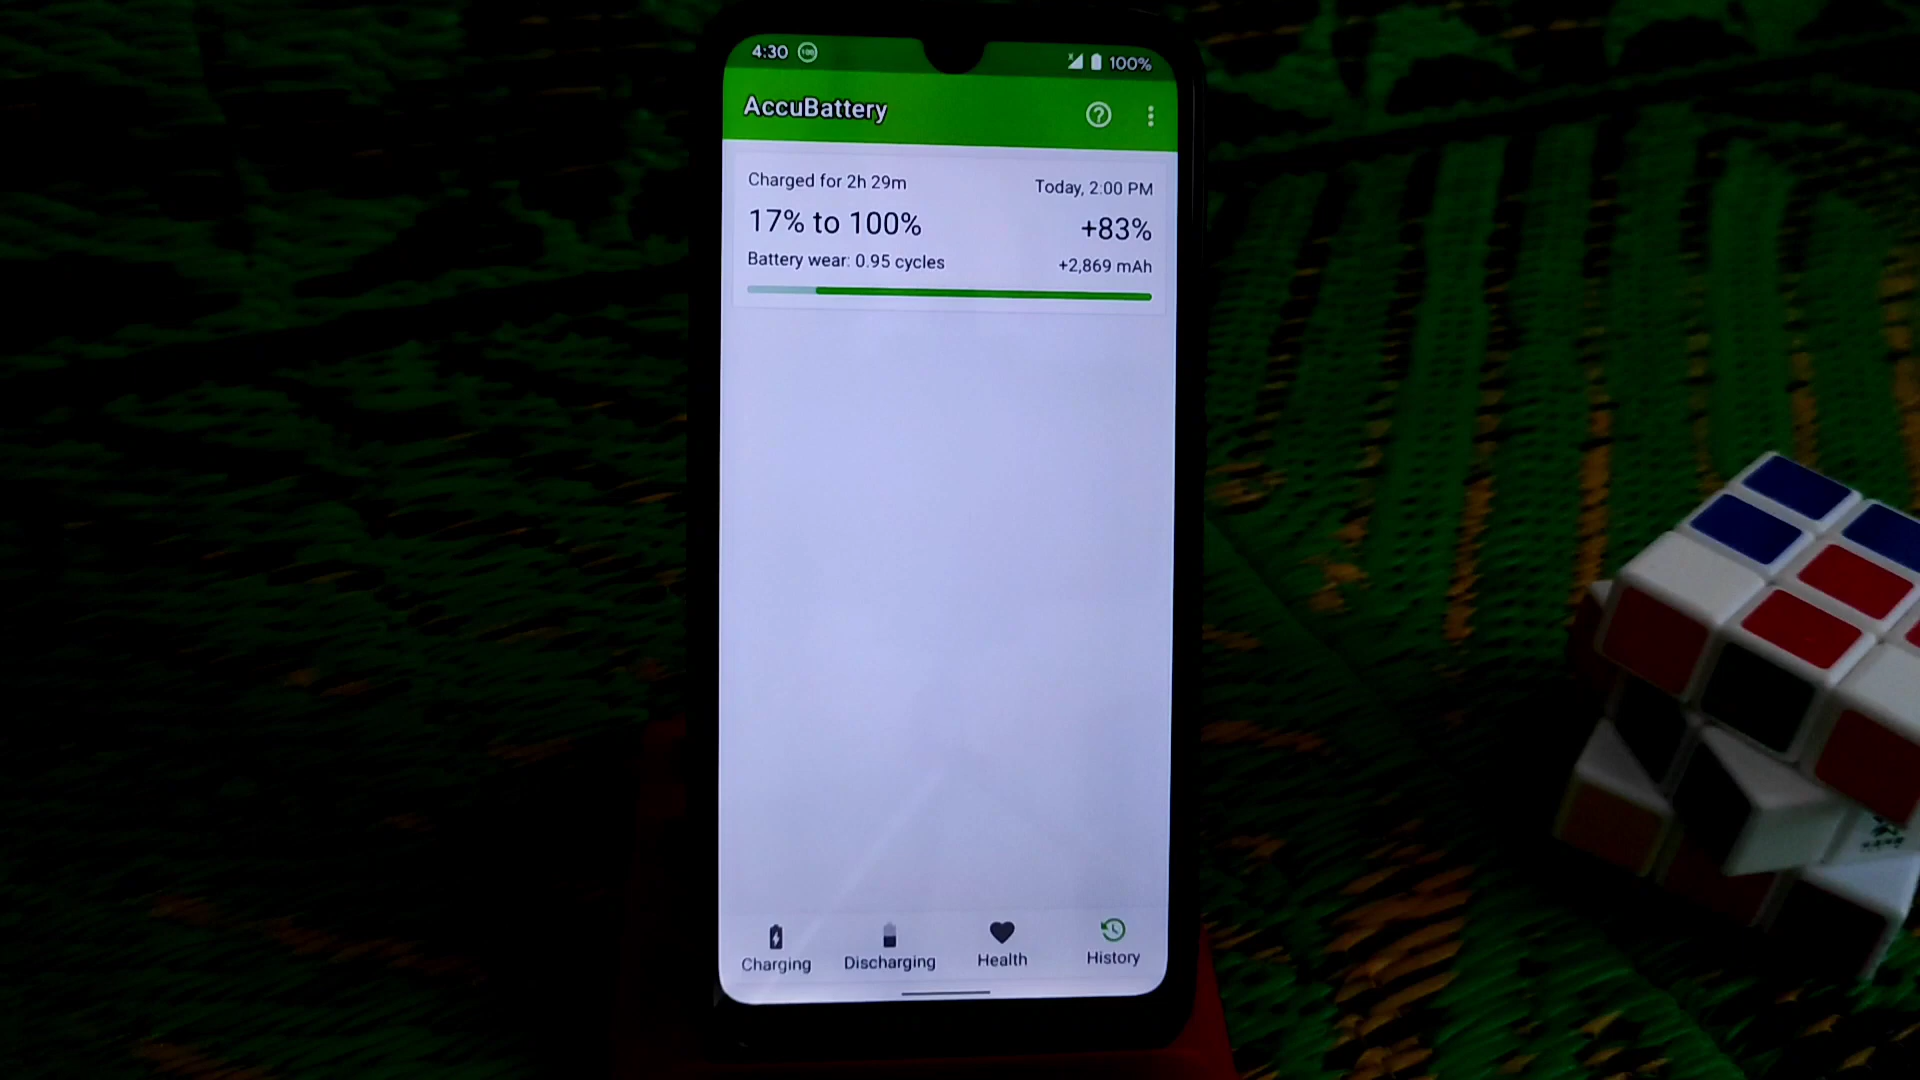 4:30
100%
AccuBattery
Charged for 2h 29m
Today, 2:00 PM
17% to 100%
+83%
Battery wear: 0.95 cycles
+2,869 mAh
Charging
Discharging
Health
History